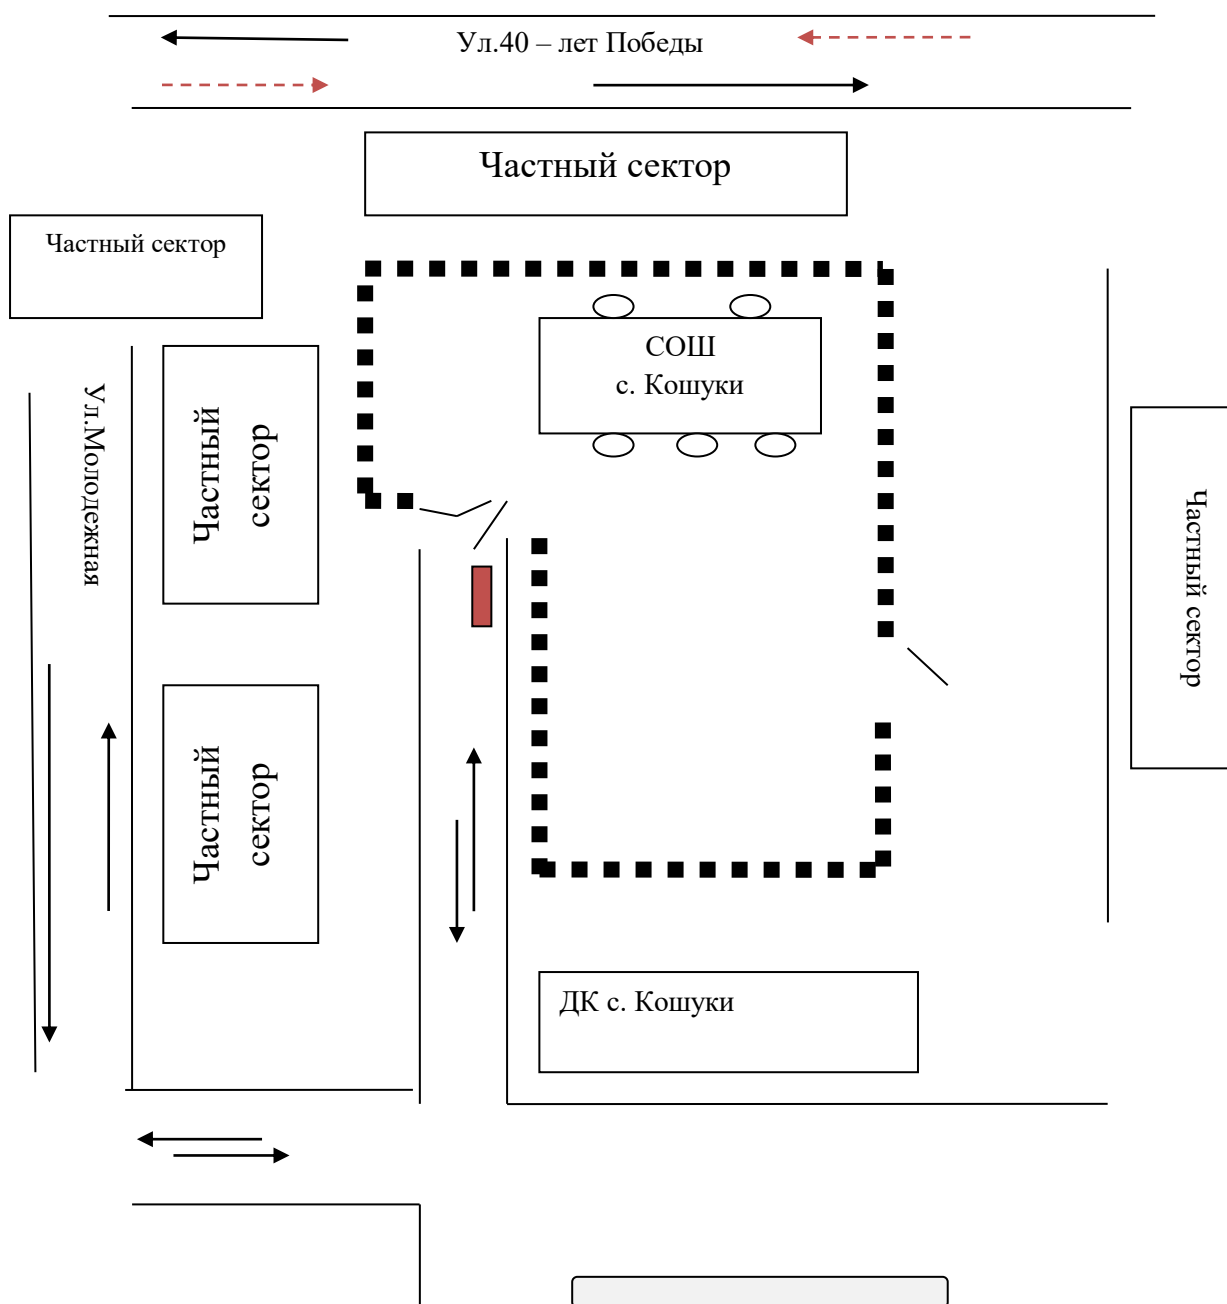 Ул.40 – лет Победы
Частный сектор
Частный сектор
СОШ
с. Кошуки
Ул.Молодежная
Частный
сектор
Частный сектор
Частный
сектор
ДК с. Кошуки